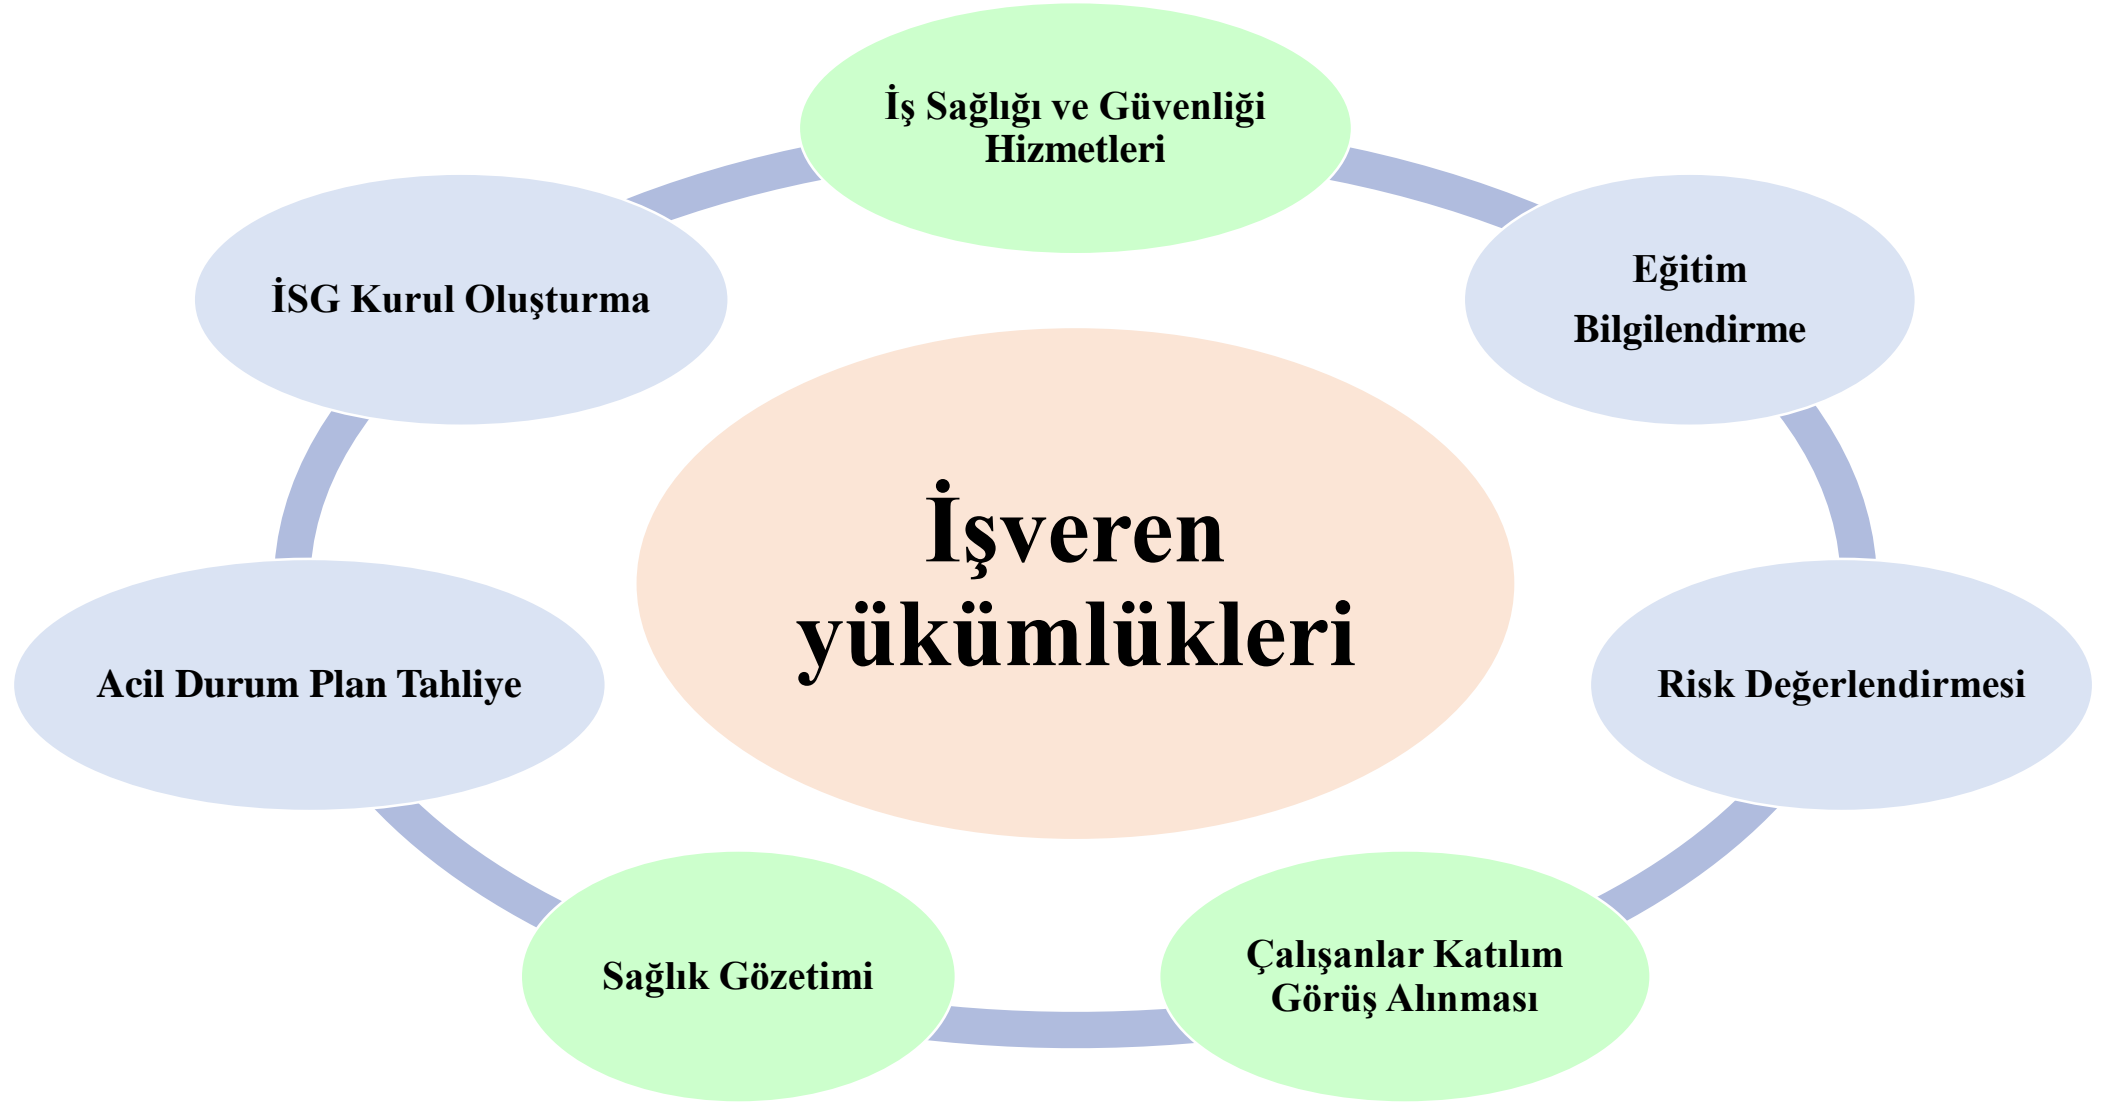 İş Sağlığı ve Güvenliği
Hizmetleri
Eğitim
Bilgilendirme
Risk Değerlendirmesi
Çalışanlar Katılım
Görüş Alınması
Sağlık Gözetimi
Acil Durum Plan Tahliye
İSG Kurul Oluşturma
İşveren
yükümlükleri